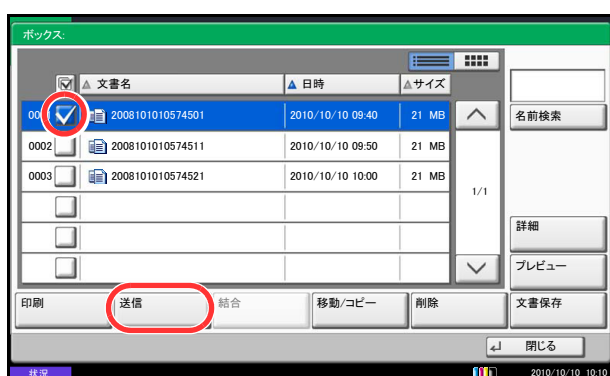 ボックス:
文書名 日時 サイズ
2008101010574501 2010/10/10 09:40 21 MB
名前検索
0002 2008101010574511 2010/10/10 09:50 21 MB
0003 2008101010574521 2010/10/10 10:00 21 MB
1/1
詳細
プレビュー
印刷 送信 結合 移動/コピー 削除 文書保存
閉じる
状況 2010/10/10 10:10